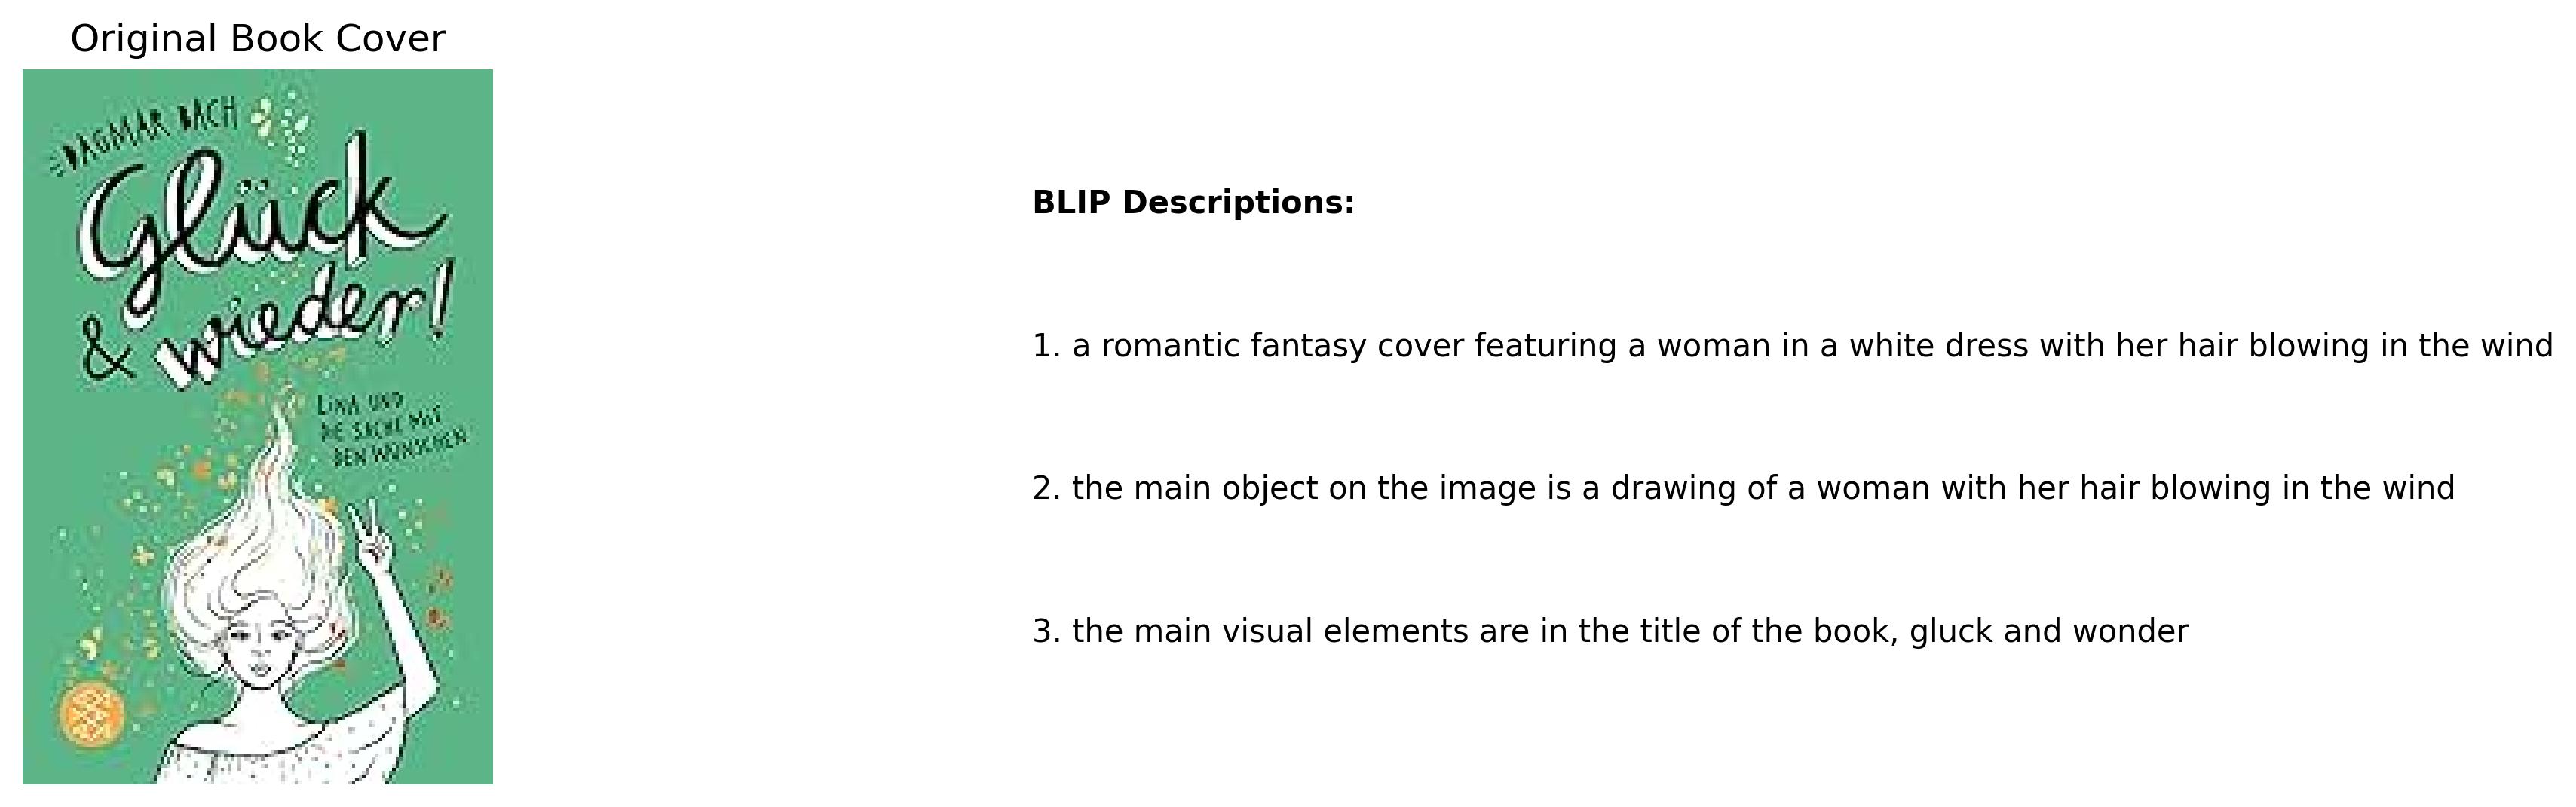 Original Book Cover
DAGMAR BACH
Glück
& wieder!
LINA UND
DIE SACHE MIT
DEN WÜNSCHEN
BLIP Descriptions:
1. a romantic fantasy cover featuring a woman in a white dress with her hair blowing in the wind
2. the main object on the image is a drawing of a woman with her hair blowing in the wind
3. the main visual elements are in the title of the book, gluck and wonder